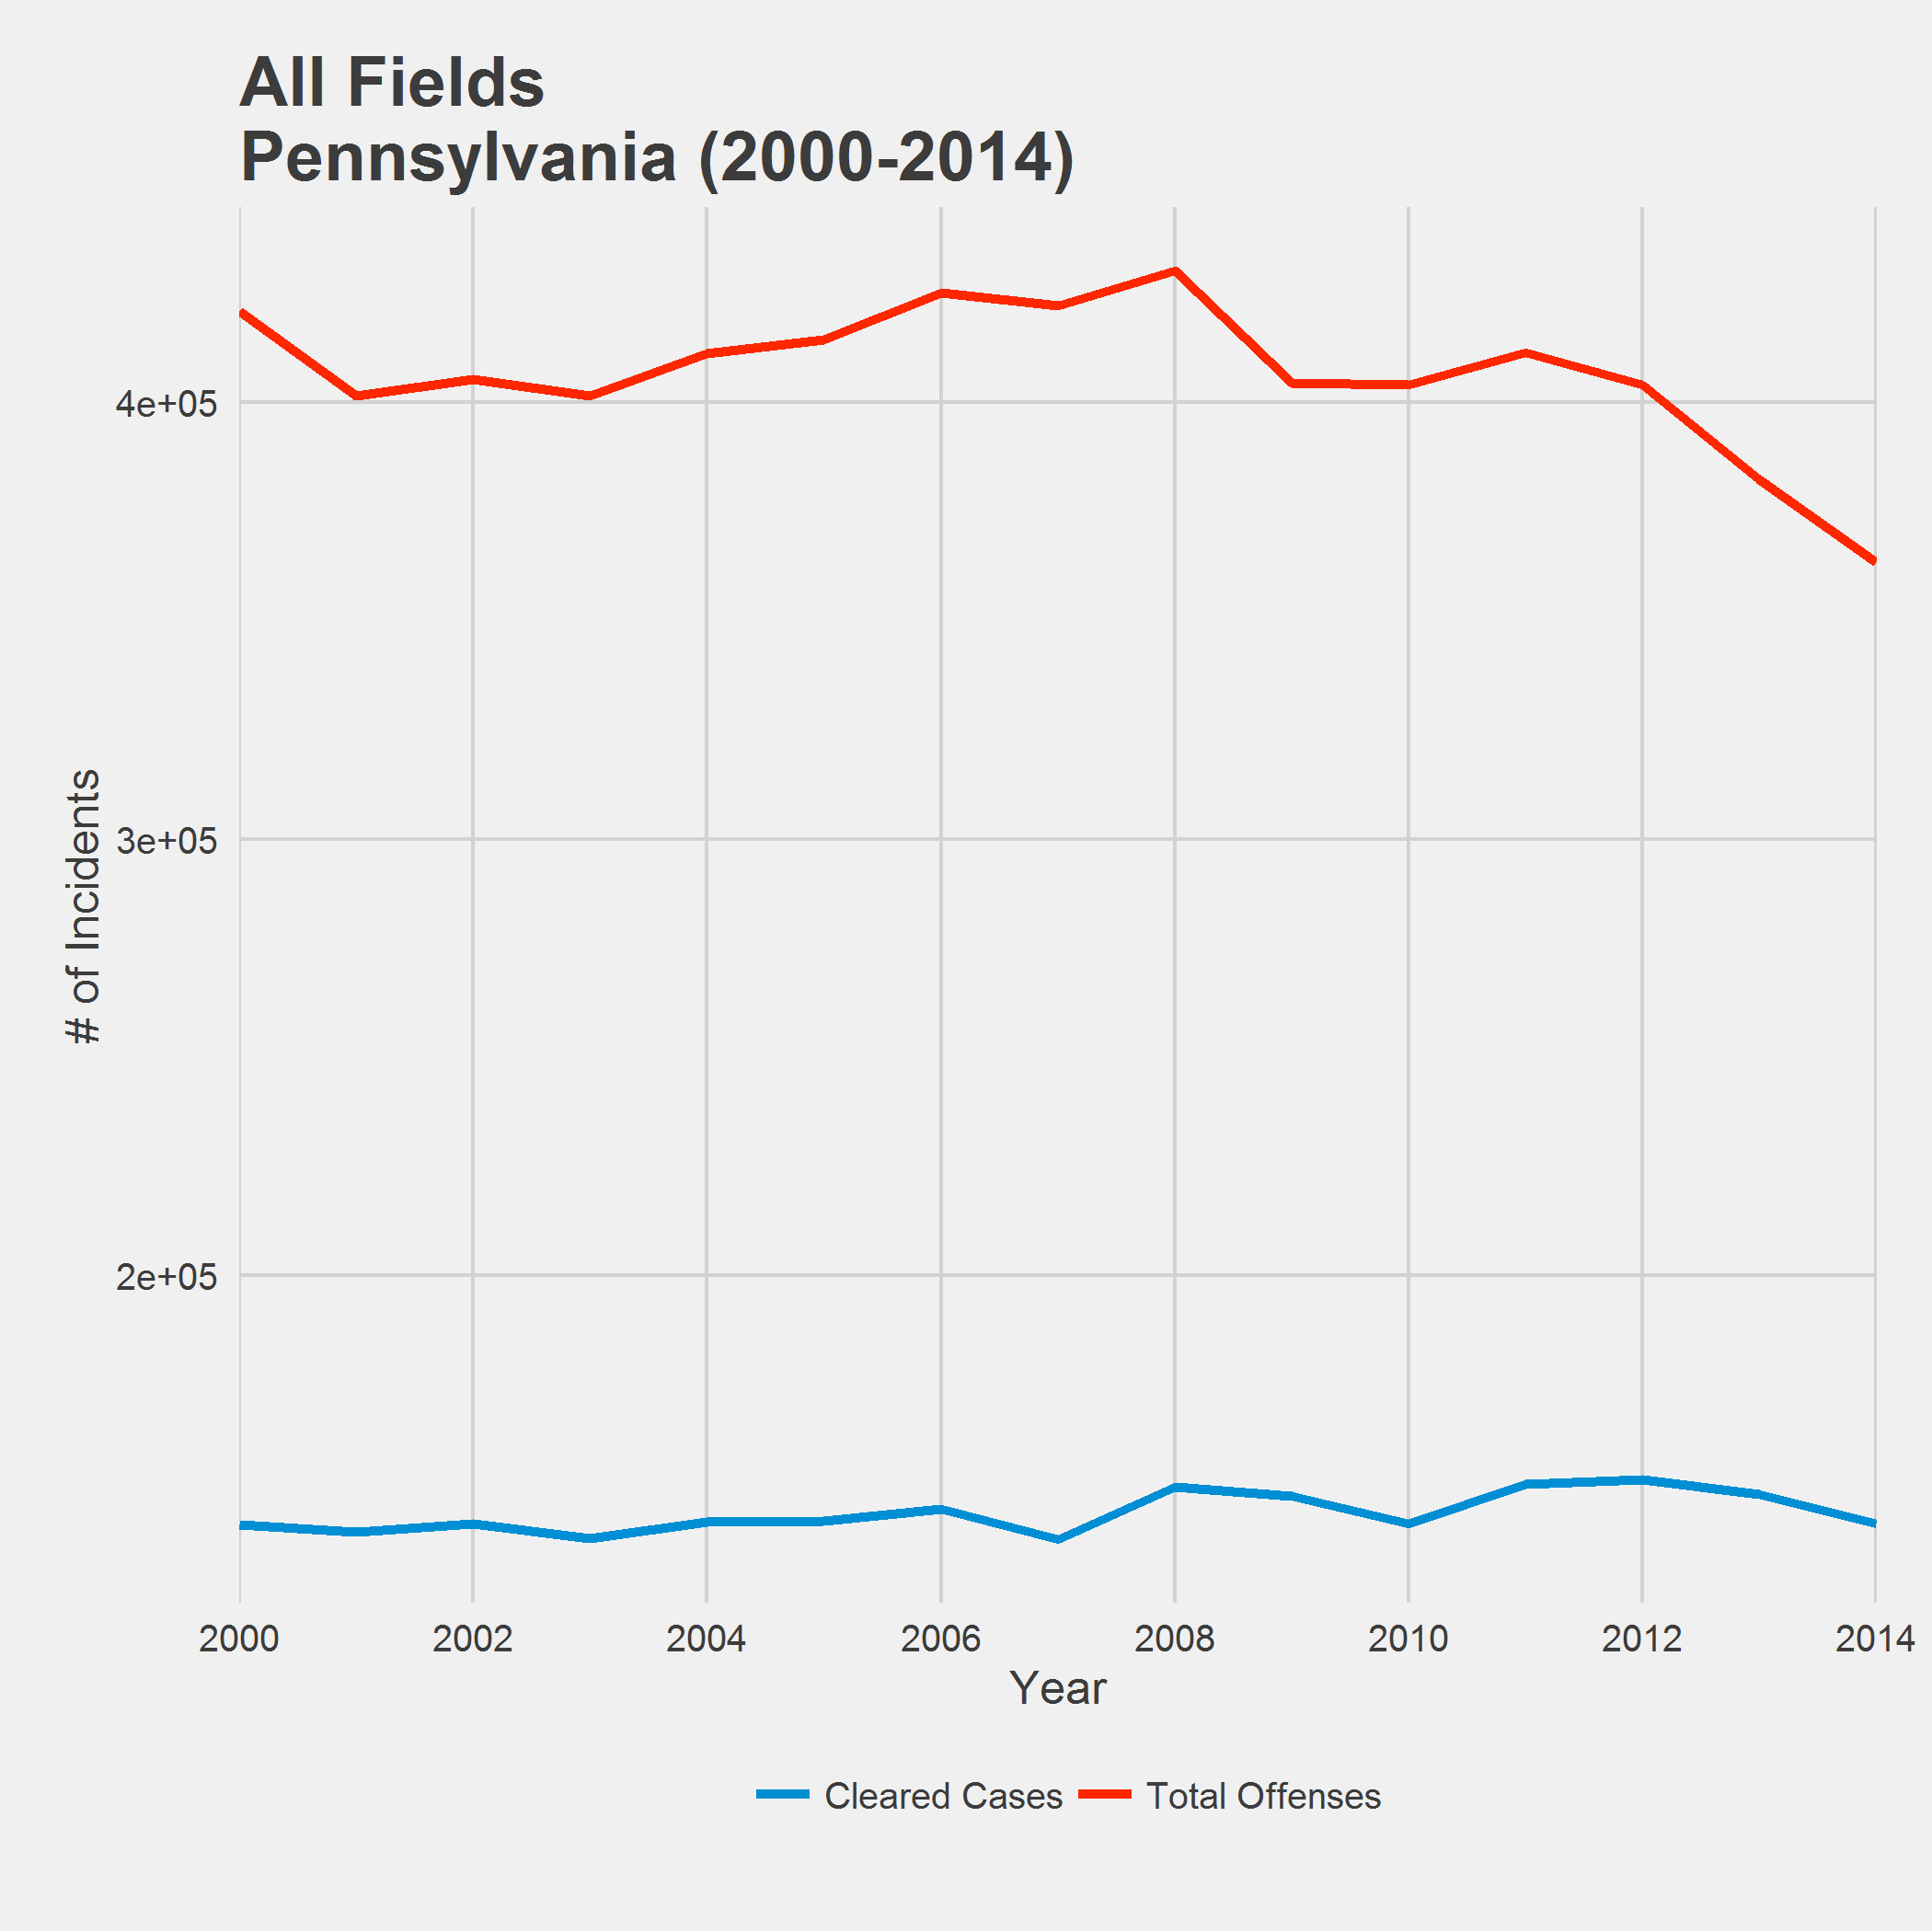 All Fields
Pennsylvania (2000-2014)
4e+05
3e+05
2e+05
# of Incidents
2000 2002 2004 2006 2008 2010 2012 2014
Year
Cleared Cases Total Offenses